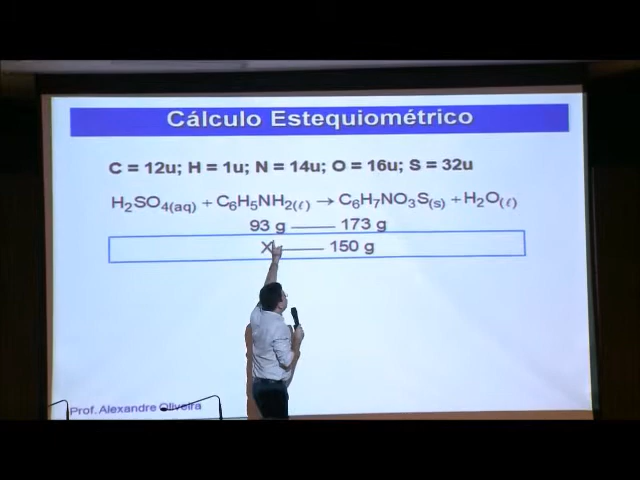 Cálculo Estequiométrico
C = 12u; H = 1u; N = 14u; O = 16u; S = 32u
H₂SO₄(aq) + C₆H₅NH₂(ℓ) → C₆H₇NO₃S(s) + H₂O(ℓ)
93 g —— 173 g
X —— 150 g
Prof. Alexandre Oliveira